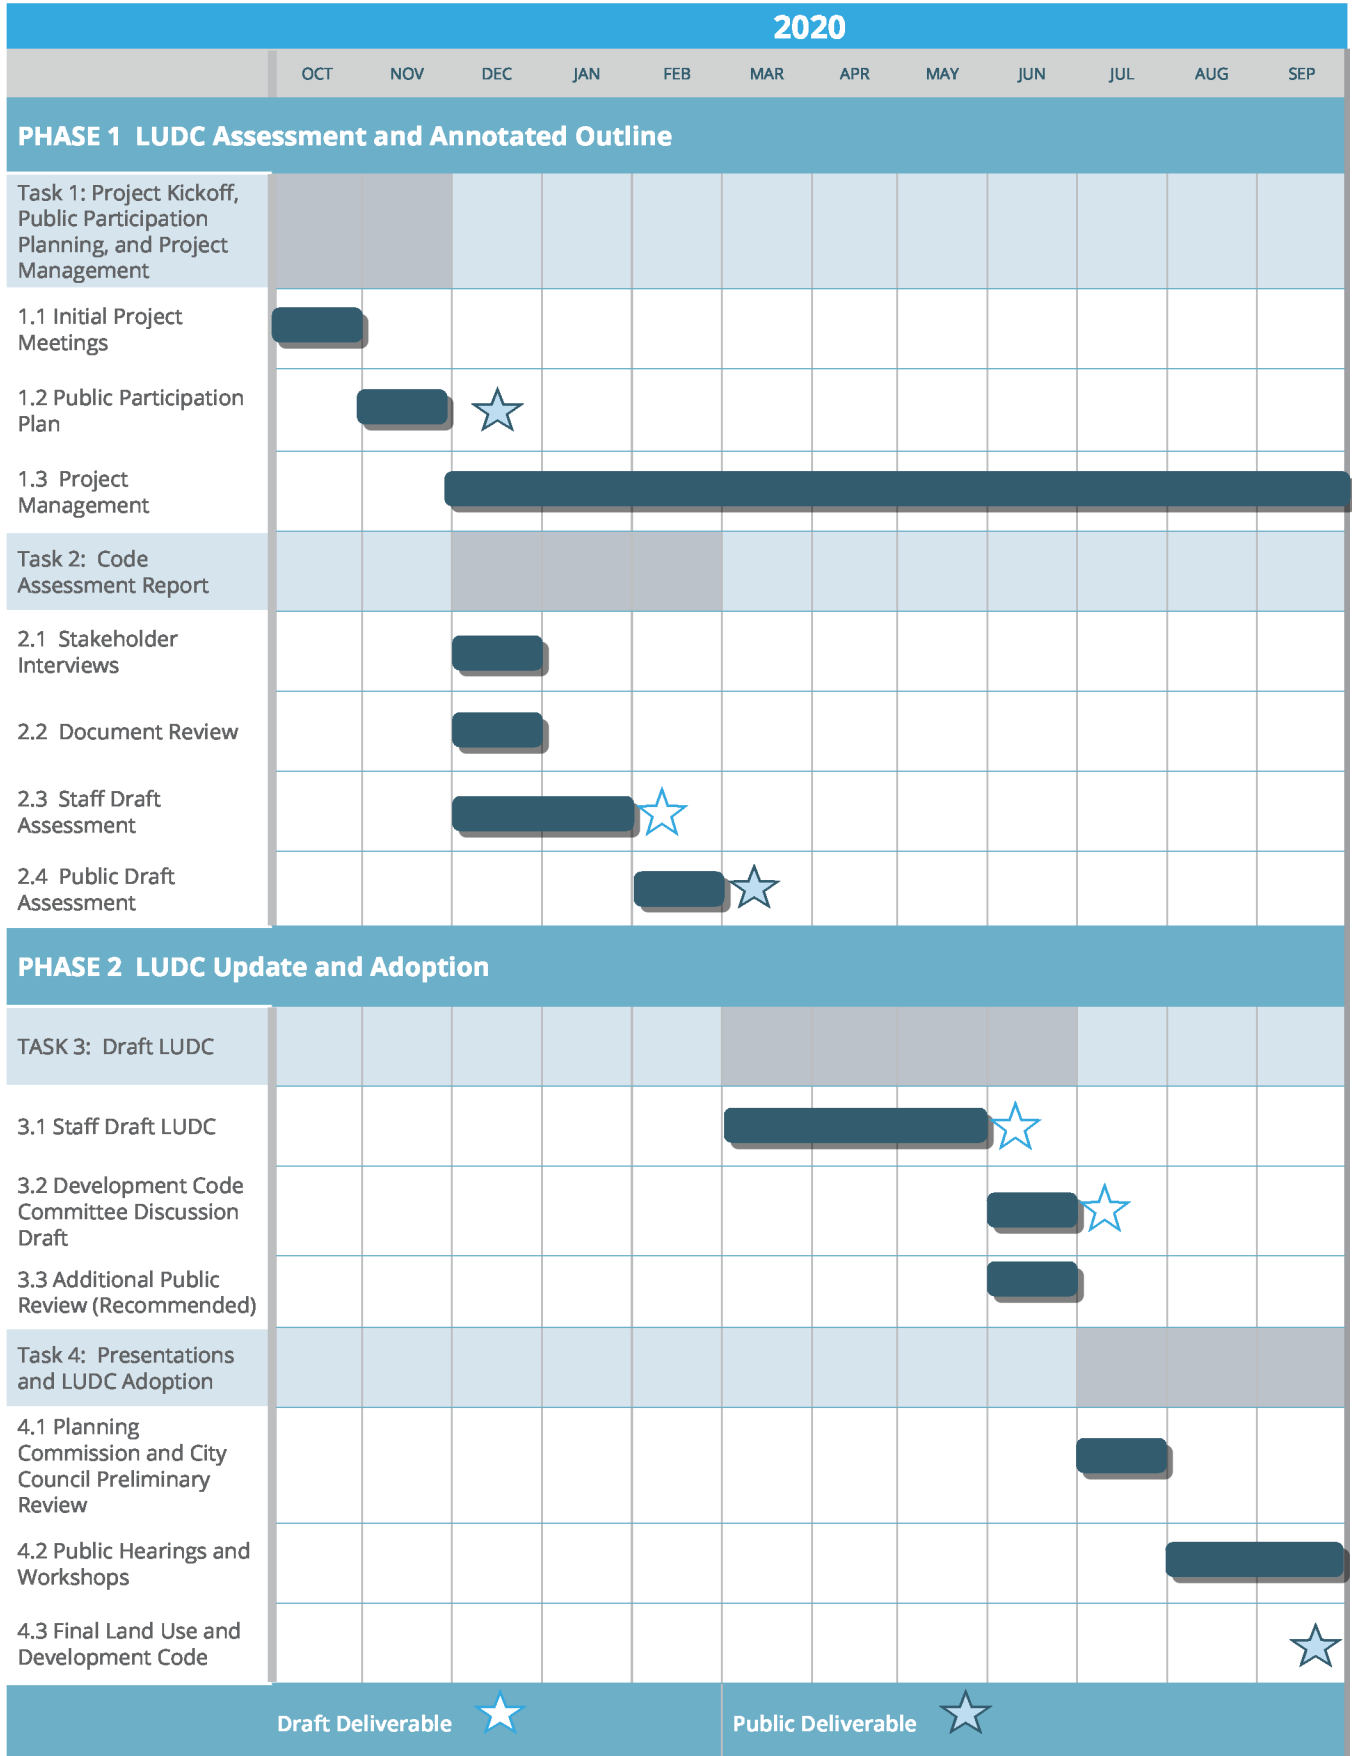 2020
OCT NOV DEC JAN FEB MAR APR MAY JUN JUL AUG SEP
PHASE 1 LUDC Assessment and Annotated Outline
Task 1: Project Kickoff,
Public Participation
Planning, and Project
Management
1.1 Initial Project
Meetings
1.2 Public Participation
Plan
1.3 Project
Management
Task 2: Code
Assessment Report
2.1 Stakeholder
Interviews
2.2 Document Review
2.3 Staff Draft
Assessment
2.4 Public Draft
Assessment
PHASE 2 LUDC Update and Adoption
TASK 3: Draft LUDC
3.1 Staff Draft LUDC
3.2 Development Code
Committee Discussion
Draft
3.3 Additional Public
Review (Recommended)
Task 4: Presentations
and LUDC Adoption
4.1 Planning
Commission and City
Council Preliminary
Review
4.2 Public Hearings and
Workshops
4.3 Final Land Use and
Development Code
Draft Deliverable
Public Deliverable